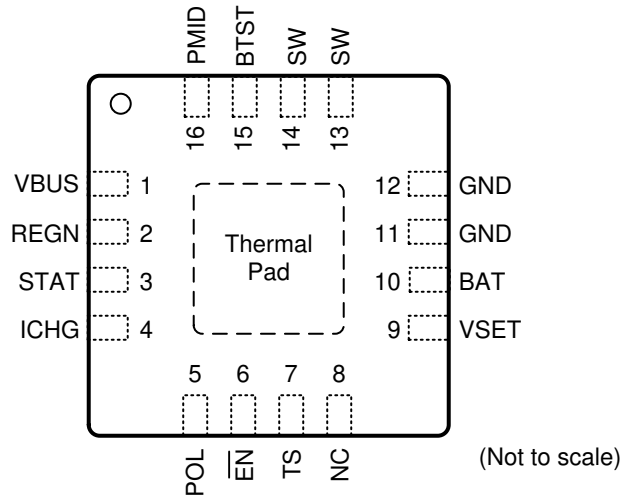 PMID
BTST
SW
SW
16
15
14
13
VBUS 1
12 GND
REGN 2
11 GND
STAT 3
10 BAT
ICHG 4
9 VSET
Thermal
Pad
5
6
7
8
POL
E̅N̅
TS
NC
(Not to scale)